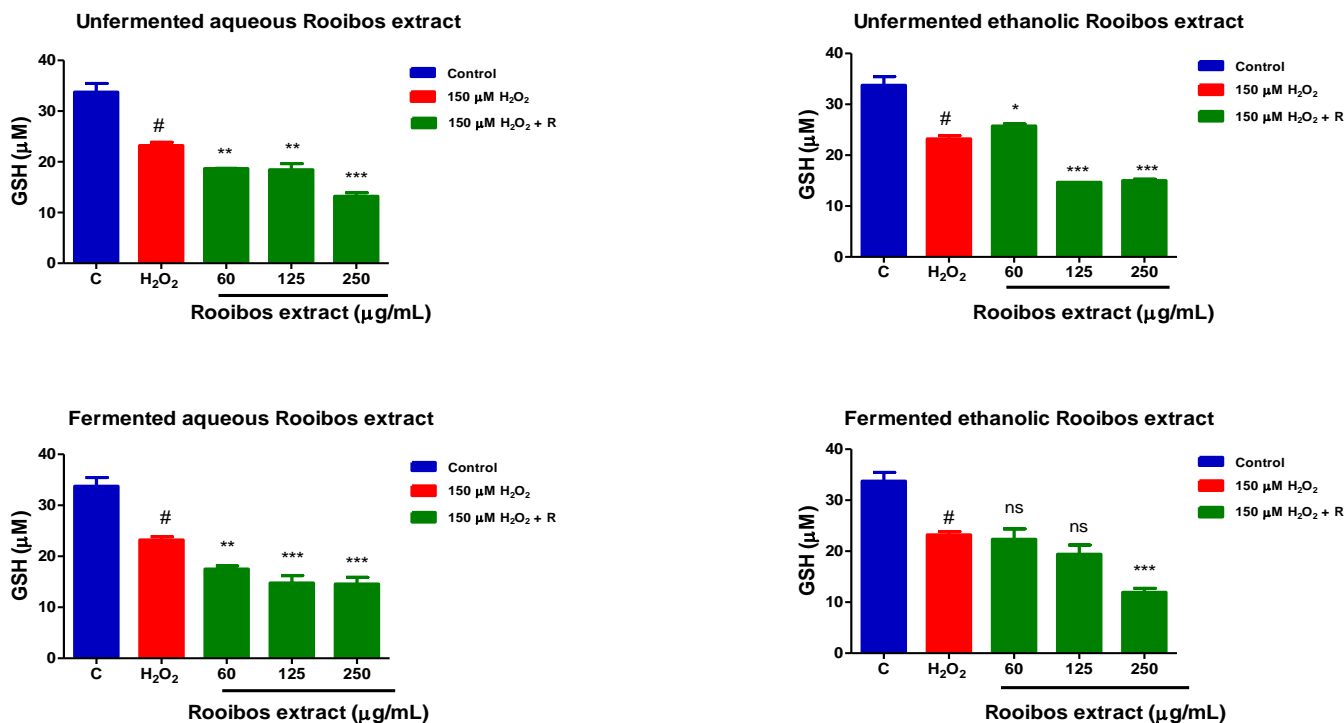 Unfermented aqueous Rooibos extract
GSH (μM)
40
30
20
10
0
#
**
**
***
C
H₂O₂
60
125
250
Rooibos extract (μg/mL)
Control
150 μM H₂O₂
150 μM H₂O₂ + R
Unfermented ethanolic Rooibos extract
GSH (μM)
40
30
20
10
0
#
*
***
***
C
H₂O₂
60
125
250
Rooibos extract (μg/mL)
Control
150 μM H₂O₂
150 μM H₂O₂ + R
Fermented aqueous Rooibos extract
GSH (μM)
40
30
20
10
0
#
**
***
***
C
H₂O₂
60
125
250
Rooibos extract (μg/mL)
Control
150 μM H₂O₂
150 μM H₂O₂ + R
Fermented ethanolic Rooibos extract
GSH (μM)
40
30
20
10
0
#
ns
ns
***
C
H₂O₂
60
125
250
Rooibos extract (μg/mL)
Control
150 μM H₂O₂
150 μM H₂O₂ + R